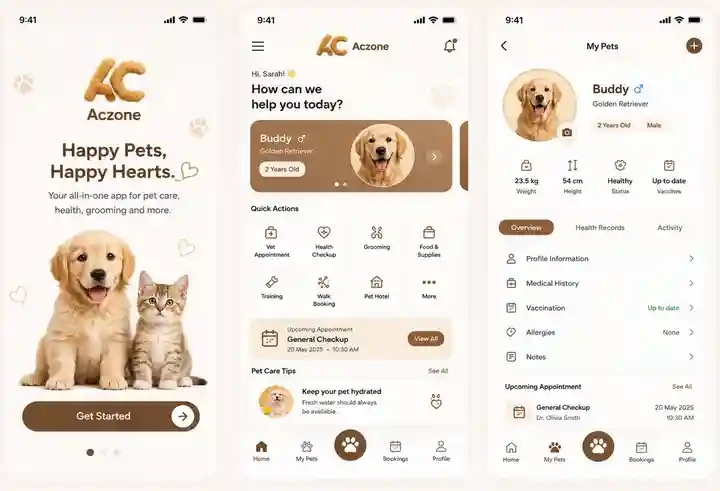 9:41
AC
Aczone
Happy Pets,
Happy Hearts.
Your all-in-one app for pet care,
health, grooming and more.
Get Started
9:41
AC Aczone
Hi, Sarah!
How can we
help you today?
Buddy
Golden Retriever
2 Years Old
Quick Actions
Vet
Appointment
Health
Checkup
Grooming
Food &
Supplies
Training
Walk
Booking
Pet Hotel
More
Upcoming Appointment
General Checkup
20 May 2025 • 10:30 AM
View All
Pet Care Tips
See All
Keep your pet hydrated
Fresh water should always
be available.
Home
My Pets
Bookings
Profile
9:41
My Pets
Buddy
Golden Retriever
2 Years Old
Male
23.5 kg
Weight
54 cm
Height
Healthy
Status
Up to date
Vaccines
Overview
Health Records
Activity
Profile Information
Medical History
Vaccination
Up to date
Allergies
None
Notes
Upcoming Appointment
See All
General Checkup
20 May 2025
Dr. Olivia Smith
10:30 AM
Home
My Pets
Bookings
Profile